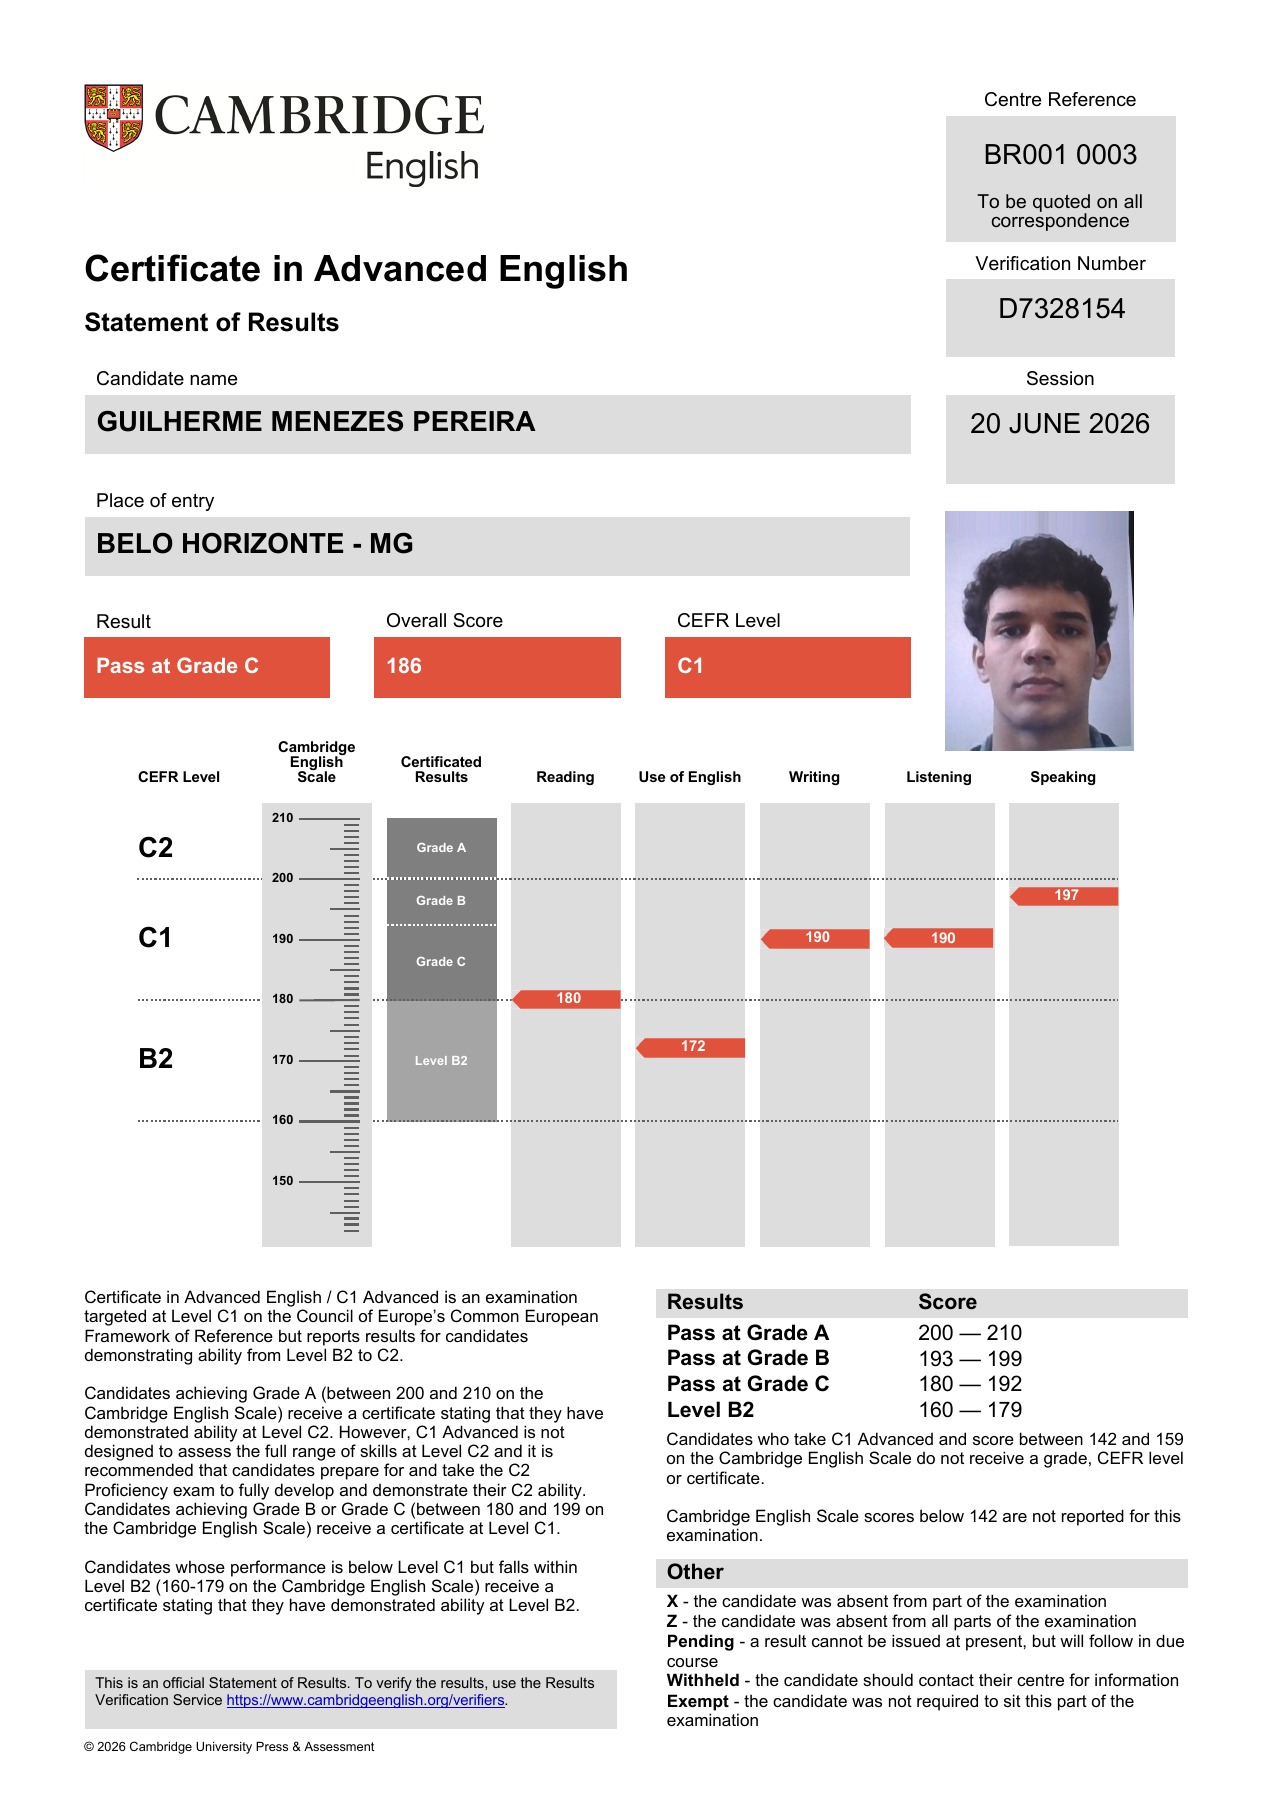 CAMBRIDGE
English
Centre Reference
BR001 0003
To be quoted on all
correspondence
Verification Number
D7328154
Certificate in Advanced English
Statement of Results
Session
20 JUNE 2026
Candidate name
GUILHERME MENEZES PEREIRA
Place of entry
BELO HORIZONTE - MG
Result
Overall Score
CEFR Level
Pass at Grade C
186
C1
CEFR Level
Cambridge
English
Scale
Certificated
Results
Reading
Use of English
Writing
Listening
Speaking
210
C2
Grade A
200
Grade B
197
C1
190
190
190
Grade C
180
180
172
B2
170
Level B2
160
150
Certificate in Advanced English / C1 Advanced is an examination
targeted at Level C1 on the Council of Europe's Common European
Framework of Reference but reports results for candidates
demonstrating ability from Level B2 to C2.
Candidates achieving Grade A (between 200 and 210 on the
Cambridge English Scale) receive a certificate stating that they have
demonstrated ability at Level C2. However, C1 Advanced is not
designed to assess the full range of skills at Level C2 and it is
recommended that candidates prepare for and take the C2
Proficiency exam to fully develop and demonstrate their C2 ability.
Candidates achieving Grade B or Grade C (between 180 and 199 on
the Cambridge English Scale) receive a certificate at Level C1.
Candidates whose performance is below Level C1 but falls within
Level B2 (160-179 on the Cambridge English Scale) receive a
certificate stating that they have demonstrated ability at Level B2.
This is an official Statement of Results. To verify the results, use the Results
Verification Service https://www.cambridgeenglish.org/verifiers.
© 2026 Cambridge University Press & Assessment
Results Score
Pass at Grade A 200 — 210
Pass at Grade B 193 — 199
Pass at Grade C 180 — 192
Level B2 160 — 179
Candidates who take C1 Advanced and score between 142 and 159
on the Cambridge English Scale do not receive a grade, CEFR level
or certificate.
Cambridge English Scale scores below 142 are not reported for this
examination.
Other
X - the candidate was absent from part of the examination
Z - the candidate was absent from all parts of the examination
Pending - a result cannot be issued at present, but will follow in due
course
Withheld - the candidate should contact their centre for information
Exempt - the candidate was not required to sit this part of the
examination